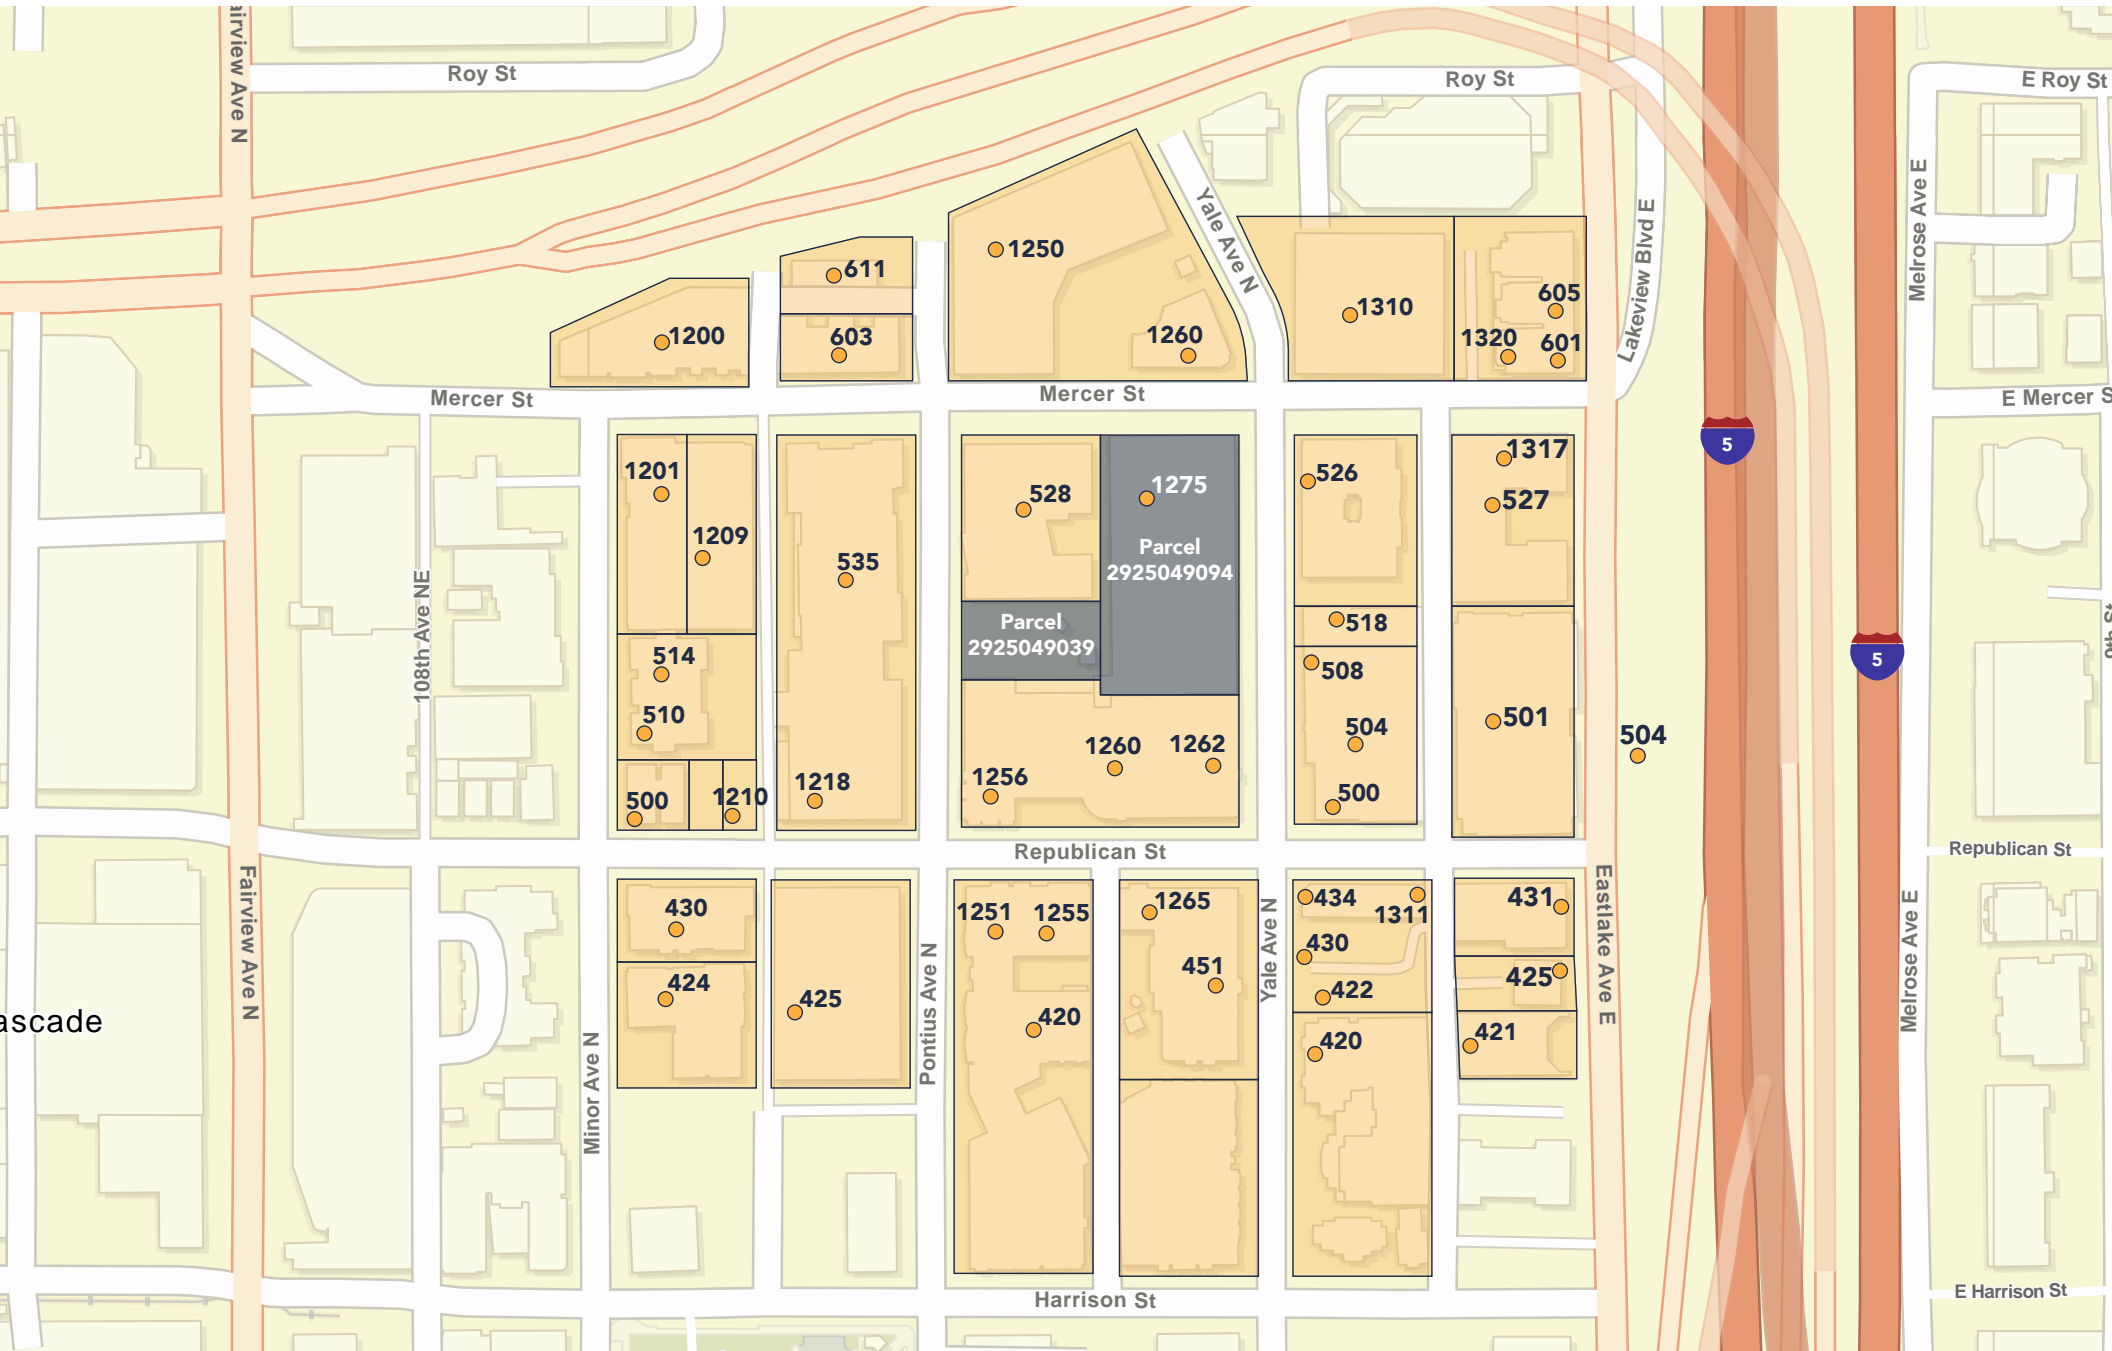 airview Ave N
Roy St
Roy St
E Roy St
Yale Ave N
Melrose Ave E
Lakeview Blvd E
1250
611
1200
603
1260
1310
605
1320
601
Mercer St
Mercer St
E Mercer S
5
1201
1209
535
528
1275
Parcel
2925049094
526
1317
527
108th Ave NE
Parcel
2925049039
518
508
514
510
504
501
504
5
500
1210
1218
1256
1260
1262
500
Republican St
Republican St
Fairview Ave N
430
424
425
Pontius Ave N
1251
1255
420
1265
451
Yale Ave N
434
1311
430
422
420
431
425
421
Eastlake Ave E
Melrose Ave E
ascade
Minor Ave N
Harrison St
E Harrison St